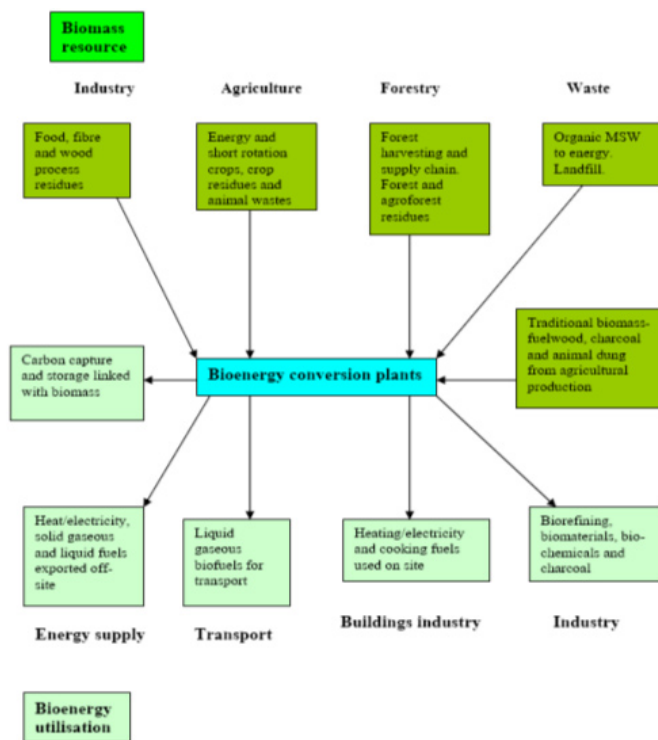 Biomass
resource
Industry
Agriculture
Forestry
Waste
Food, fibre
and wood
process
residues
Energy and
short rotation
crops, crop
residues and
animal wastes
Forest
harvesting and
supply chain.
Forest and
agroforest
residues
Organic MSW
to energy.
Landfill.
Carbon capture
and storage linked
with biomass
Bioenergy conversion plants
Traditional biomass-
fuelwood, charcoal
and animal dung
from agricultural
production
Heat/electricity,
solid gaseous
and liquid fuels
exported off-
site
Liquid
gaseous
biofuels for
transport
Heating/electricity
and cooking fuels
used on site
Biorefining,
biomaterials, bio-
chemicals and
charcoal
Energy supply
Transport
Buildings industry
Industry
Bioenergy
utilisation